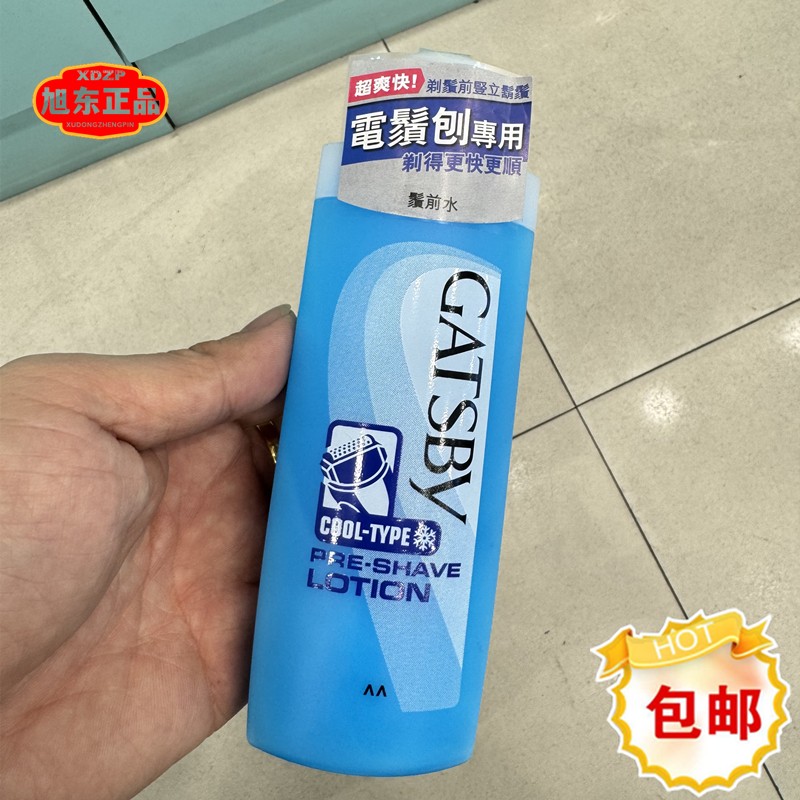 XDZP
旭东正品
XUDONGZHENGPIN
超爽快! 剃鬚前豎立鬍鬚
電鬚刨專用
剃得更快更順
鬚前水
GATSBY
COOL-TYPE
PRE-SHAVE
LOTION
HOT
包邮